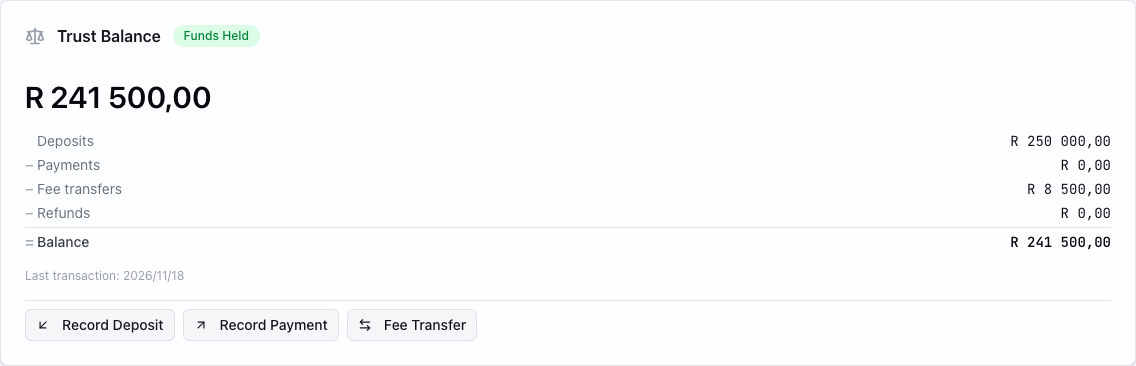 Trust Balance Funds Held
R 241 500,00
Deposits R 250 000,00
– Payments R 0,00
– Fee transfers R 8 500,00
– Refunds R 0,00
= Balance R 241 500,00
Last transaction: 2026/11/18
Record Deposit Record Payment Fee Transfer